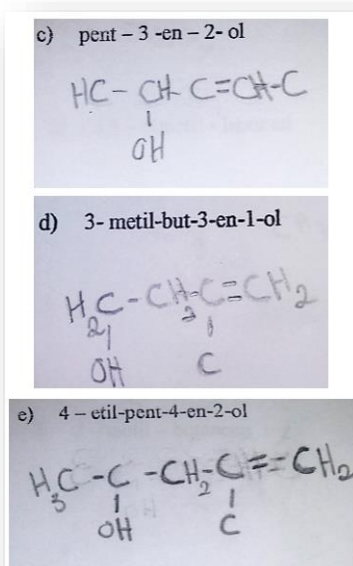 c) pent – 3 -en – 2- ol
HC - CH C=CH-C
OH
d) 3- metil-but-3-en-1-ol
H2C-CH2-C=CH2
OH C
e) 4 – etil-pent-4-en-2-ol
H3C -C -CH2-C=CH2
OH C